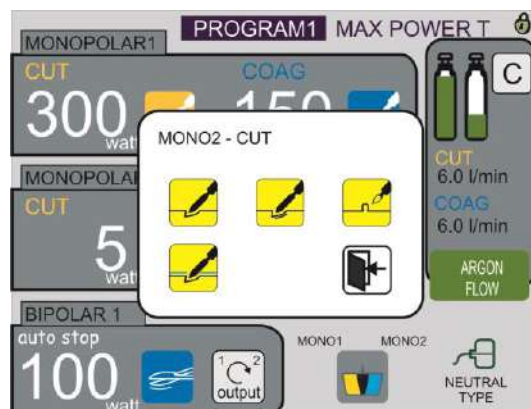 PROGRAM1 MAX POWER T
MONOPOLAR1
CUT COAG
300 150
watt
MONO2 - CUT
CUT
5
watt
C
CUT
6.0 l/min
COAG
6.0 l/min
ARGON
FLOW
BIPOLAR 1
auto stop
100
watt
1 2
output
MONO1 MONO2
NEUTRAL
TYPE